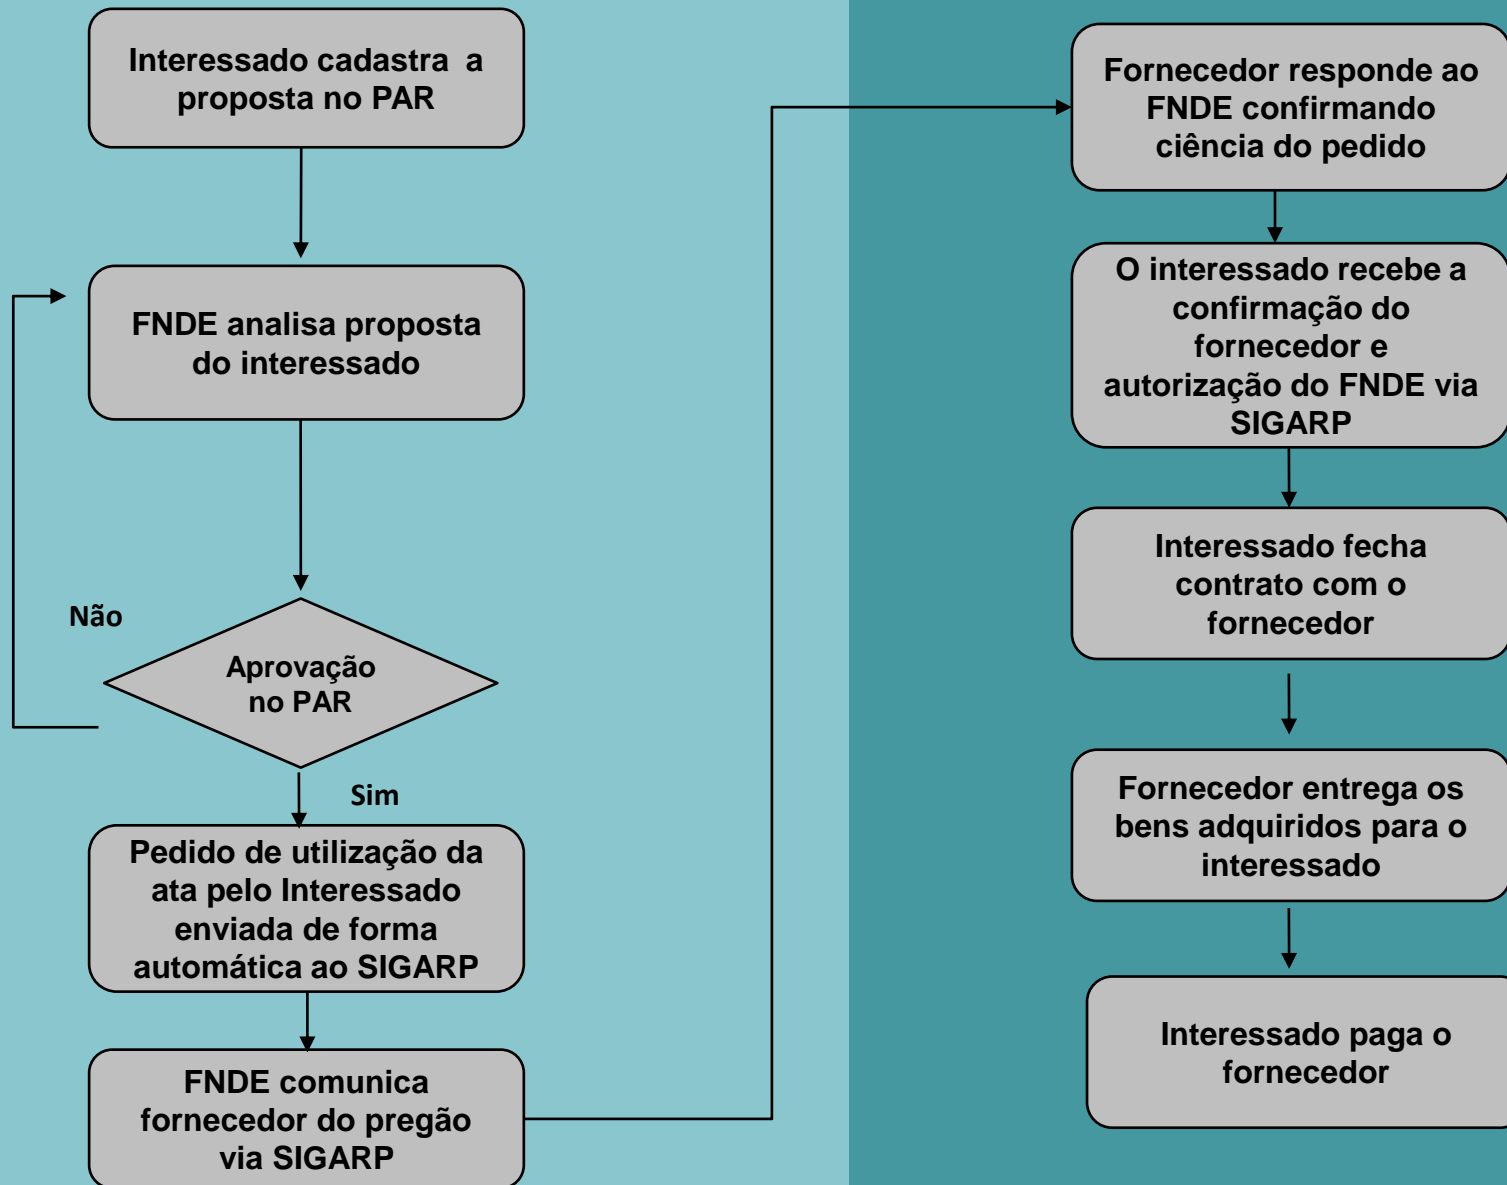 Interessado cadastra a
proposta no PAR
FNDE analisa proposta
do interessado
Não
Aprovação
no PAR
Sim
Pedido de utilização da
ata pelo Interessado
enviada de forma
automática ao SIGARP
FNDE comunica
fornecedor do pregão
via SIGARP
Fornecedor responde ao
FNDE confirmando
ciência do pedido
O interessado recebe a
confirmação do
fornecedor e
autorização do FNDE via
SIGARP
Interessado fecha
contrato com o
fornecedor
Fornecedor entrega os
bens adquiridos para o
interessado
Interessado paga o
fornecedor